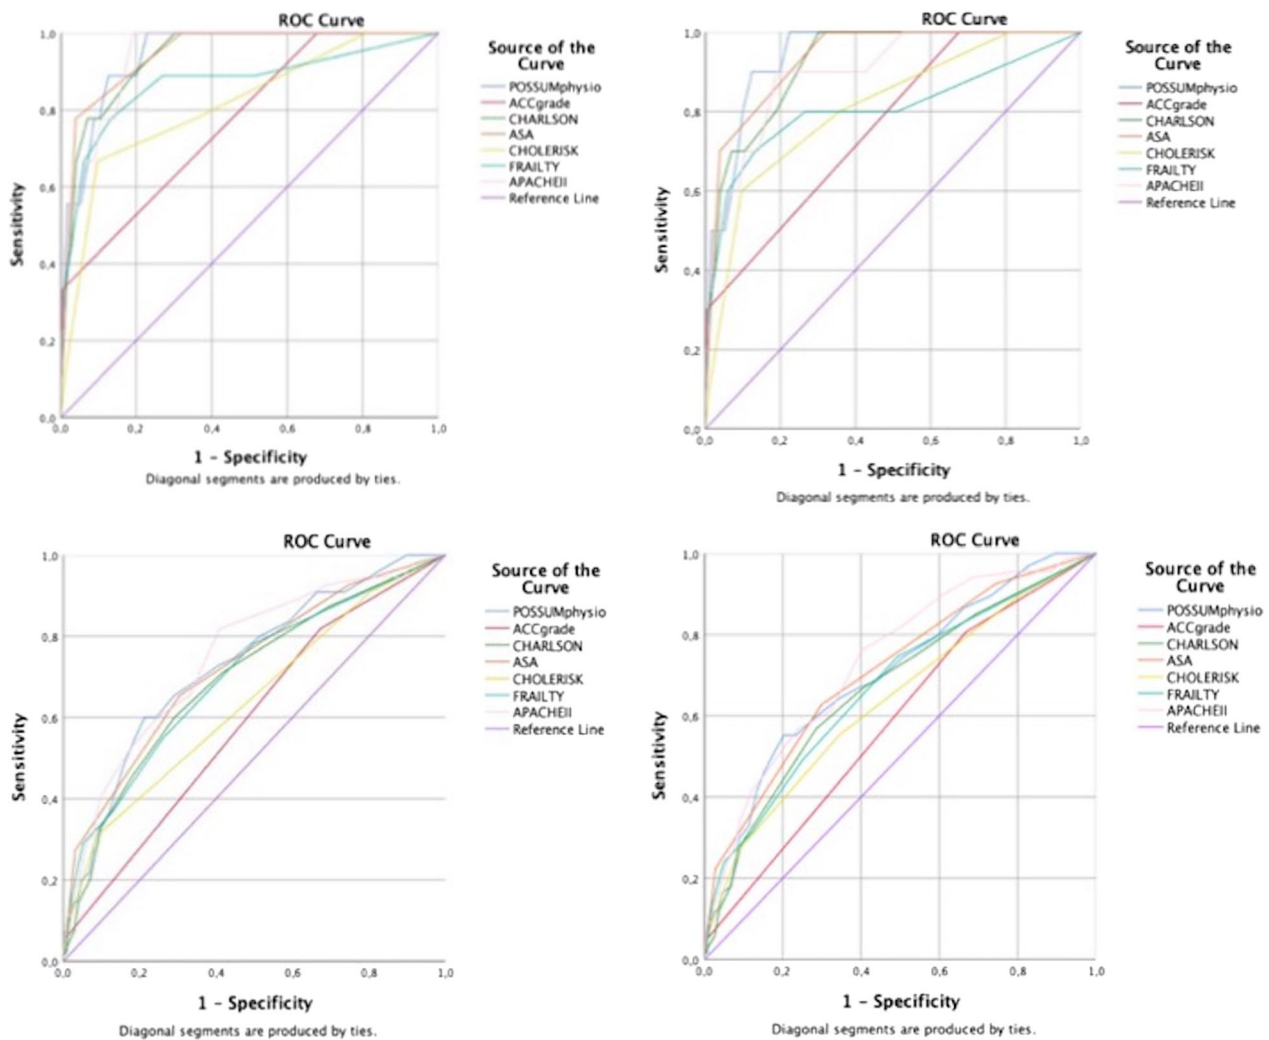 ROC Curve
1,0
0,8
0,6
0,4
0,2
0,0
Sensitivity
0,0 0,2 0,4 0,6 0,8 1,0
1 - Specificity
Diagonal segments are produced by ties.
Source of the
Curve
POSSUMphysio
ACCgrade
CHARLSON
ASA
CHOLERISK
FRAILTY
APACHEII
Reference Line
ROC Curve
1,0
0,8
0,6
0,4
0,2
0,0
Sensitivity
0,0 0,2 0,4 0,6 0,8 1,0
1 - Specificity
Diagonal segments are produced by ties.
Source of the
Curve
POSSUMphysio
ACCgrade
CHARLSON
ASA
CHOLERISK
FRAILTY
APACHEII
Reference Line
ROC Curve
1,0
0,8
0,6
0,4
0,2
0,0
Sensitivity
0,0 0,2 0,4 0,6 0,8 1,0
1 - Specificity
Diagonal segments are produced by ties.
Source of the
Curve
POSSUMphysio
ACCgrade
CHARLSON
ASA
CHOLERISK
FRAILTY
APACHEII
Reference Line
ROC Curve
1,0
0,8
0,6
0,4
0,2
0,0
Sensitivity
0,0 0,2 0,4 0,6 0,8 1,0
1 - Specificity
Diagonal segments are produced by ties.
Source of the
Curve
POSSUMphysio
ACCgrade
CHARLSON
ASA
CHOLERISK
FRAILTY
APACHEII
Reference Line